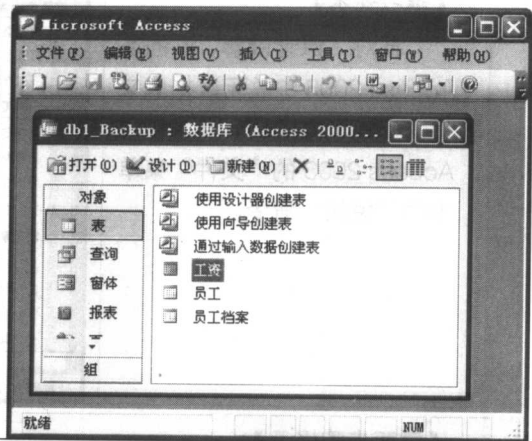 Microsoft Access
文件(F) 编辑(E) 视图(V) 插入(I) 工具(T) 窗口(W) 帮助(H)
db1_Backup : 数据库 (Access 2000...
打开(O) 设计(D) 新建(N)
对象
表
查询
窗体
报表
组
使用设计器创建表
使用向导创建表
通过输入数据创建表
工资
员工
员工档案
就绪
NUM